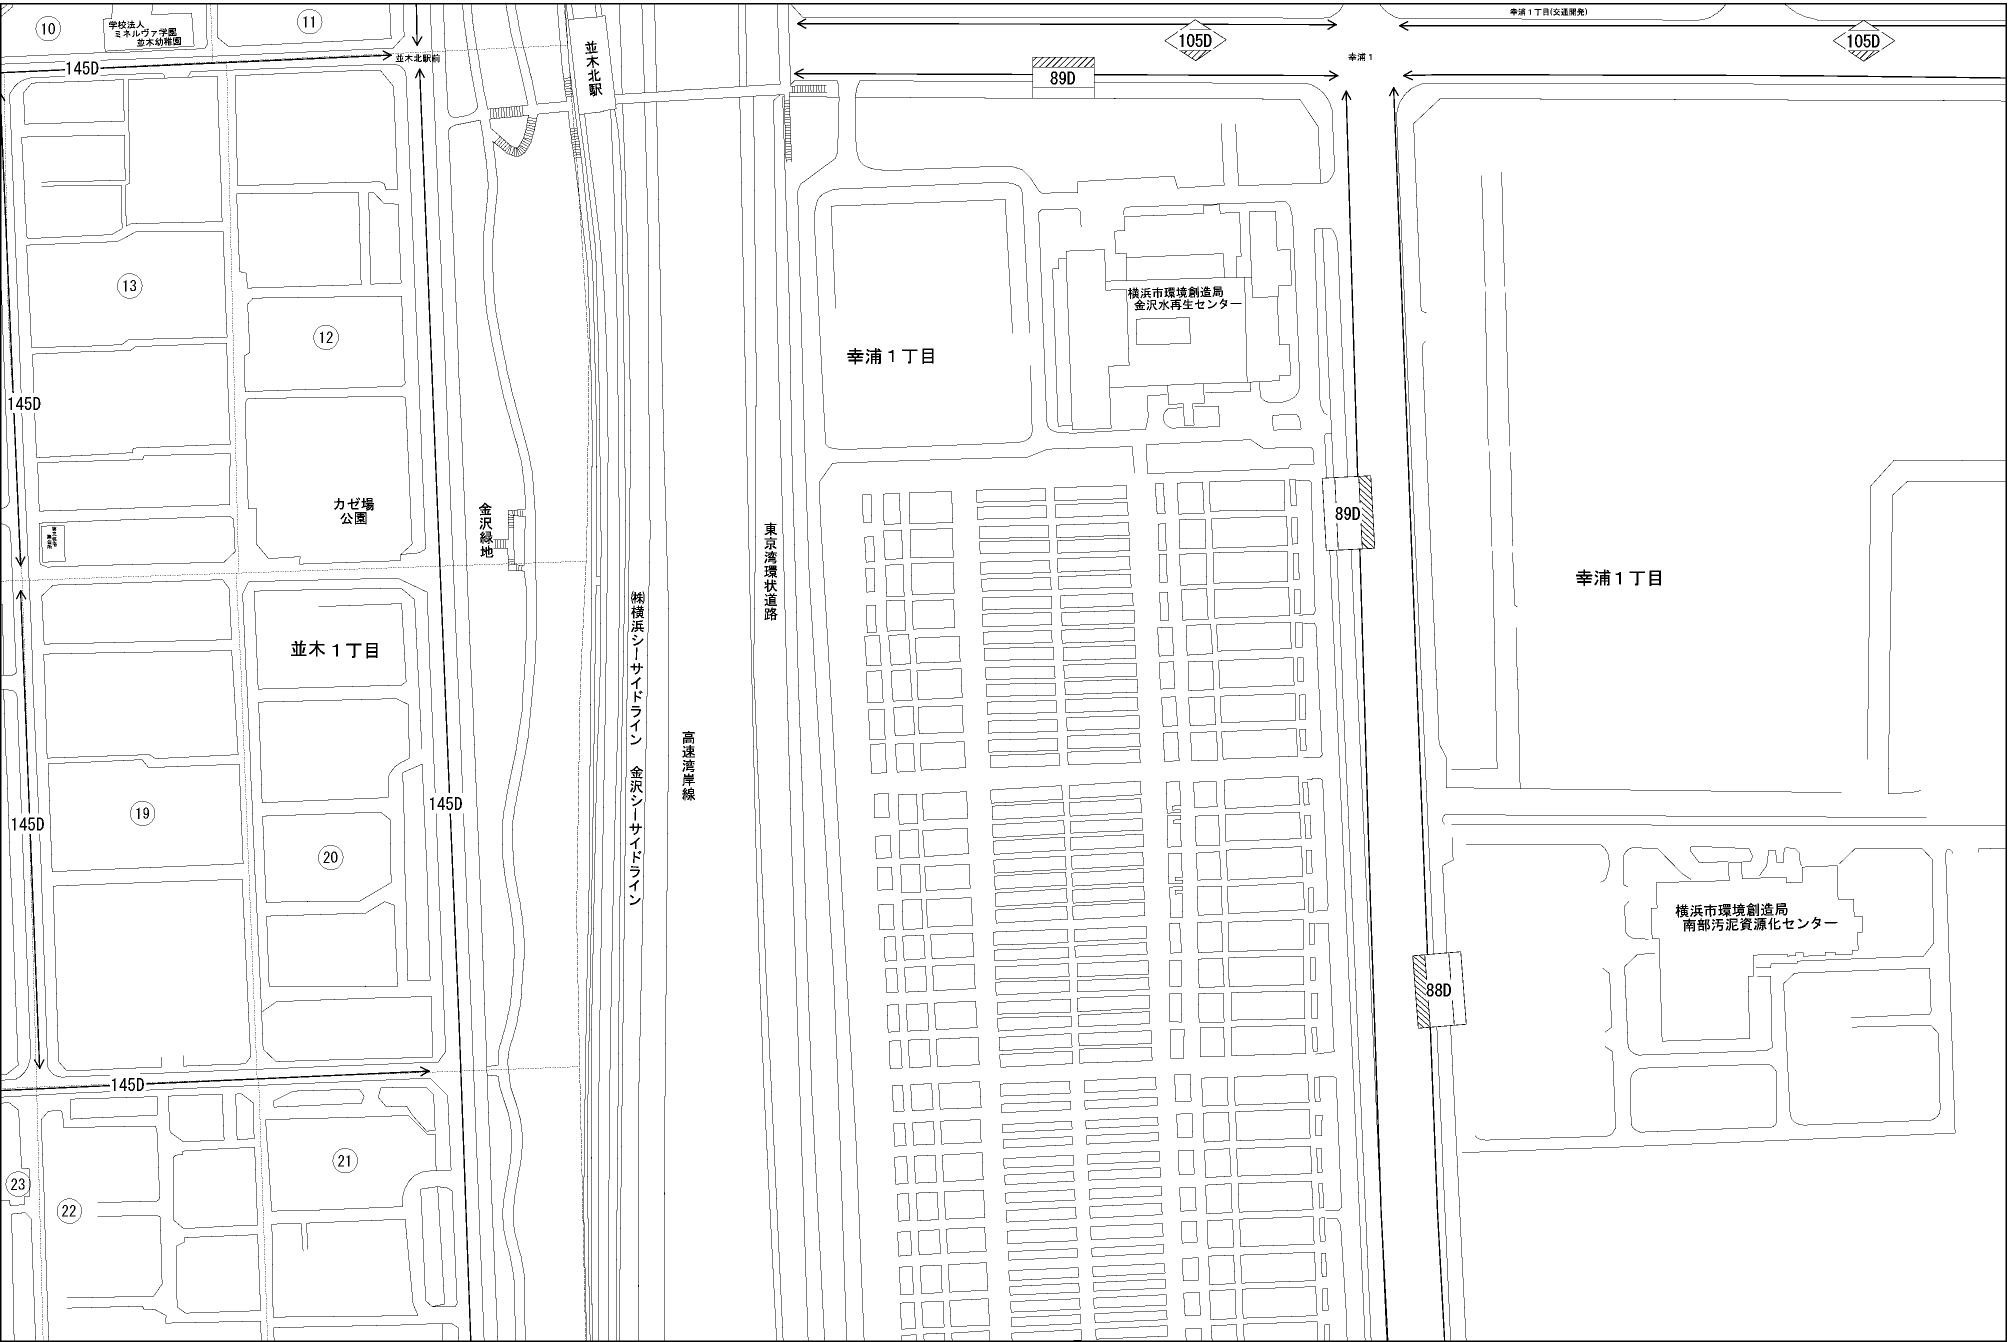 10
学校法人
ミネルヴァ学園
並木幼稚園
11
145D
並木北駅前
並木北駅
105D
幸浦１丁目(交通開発)
幸浦１
105D
89D
13
12
横浜市環境創造局
金沢水再生センター
幸浦１丁目
145D
カゼ場
公園
金沢緑地
東京湾環状道路
89D
幸浦１丁目
並木１丁目
㈱横浜シーサイドライン 金沢シーサイドライン
高速湾岸線
145D
145D
19
20
横浜市環境創造局
南部汚泥資源化センター
88D
145D
21
23
22